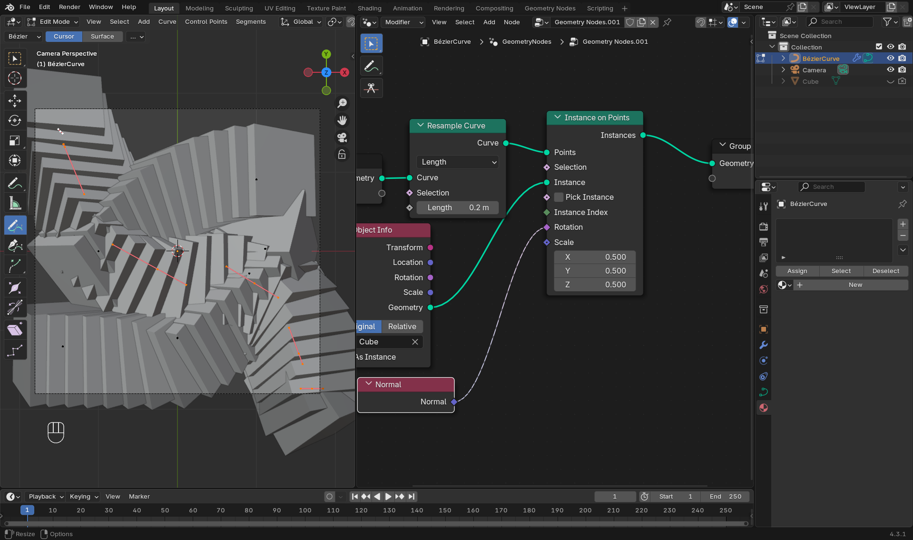 File Edit Render Window Help Layout Modeling Sculpting UV Editing Texture Paint Shading Animation Rendering Compositing Geometry Nodes Scripting Scene ViewLayer
Edit Mode View Select Add Curve Control Points Segments Global
Modifier View Select Add Node Geometry Nodes.001
Search
Bézier Cursor Surface ...
BézierCurve GeometryNodes Geometry Nodes.001
Scene Collection
Collection
BézierCurve
Camera
Cube
Camera Perspective
(1) BézierCurve
Y
Z
X
Resample Curve
Curve
Length
Curve
Selection
Length 0.2 m
Instance on Points
Instances
Points
Selection
Instance
Pick Instance
Instance Index
Rotation
Scale
X 0.500
Y 0.500
Z 0.500
Group
Geometry
metry
Object Info
Transform
Location
Rotation
Scale
Geometry
iginal Relative
Cube
As Instance
Normal
Normal
Search
BézierCurve
Assign Select Deselect
New
Playback Keying View Marker 1 Start 1 End 250
1 10 20 30 40 50 60 70 80 90 100 110 120 130 140 150 160 170 180 190 200 210 220 230 240 250
Resize Options 4.3.1